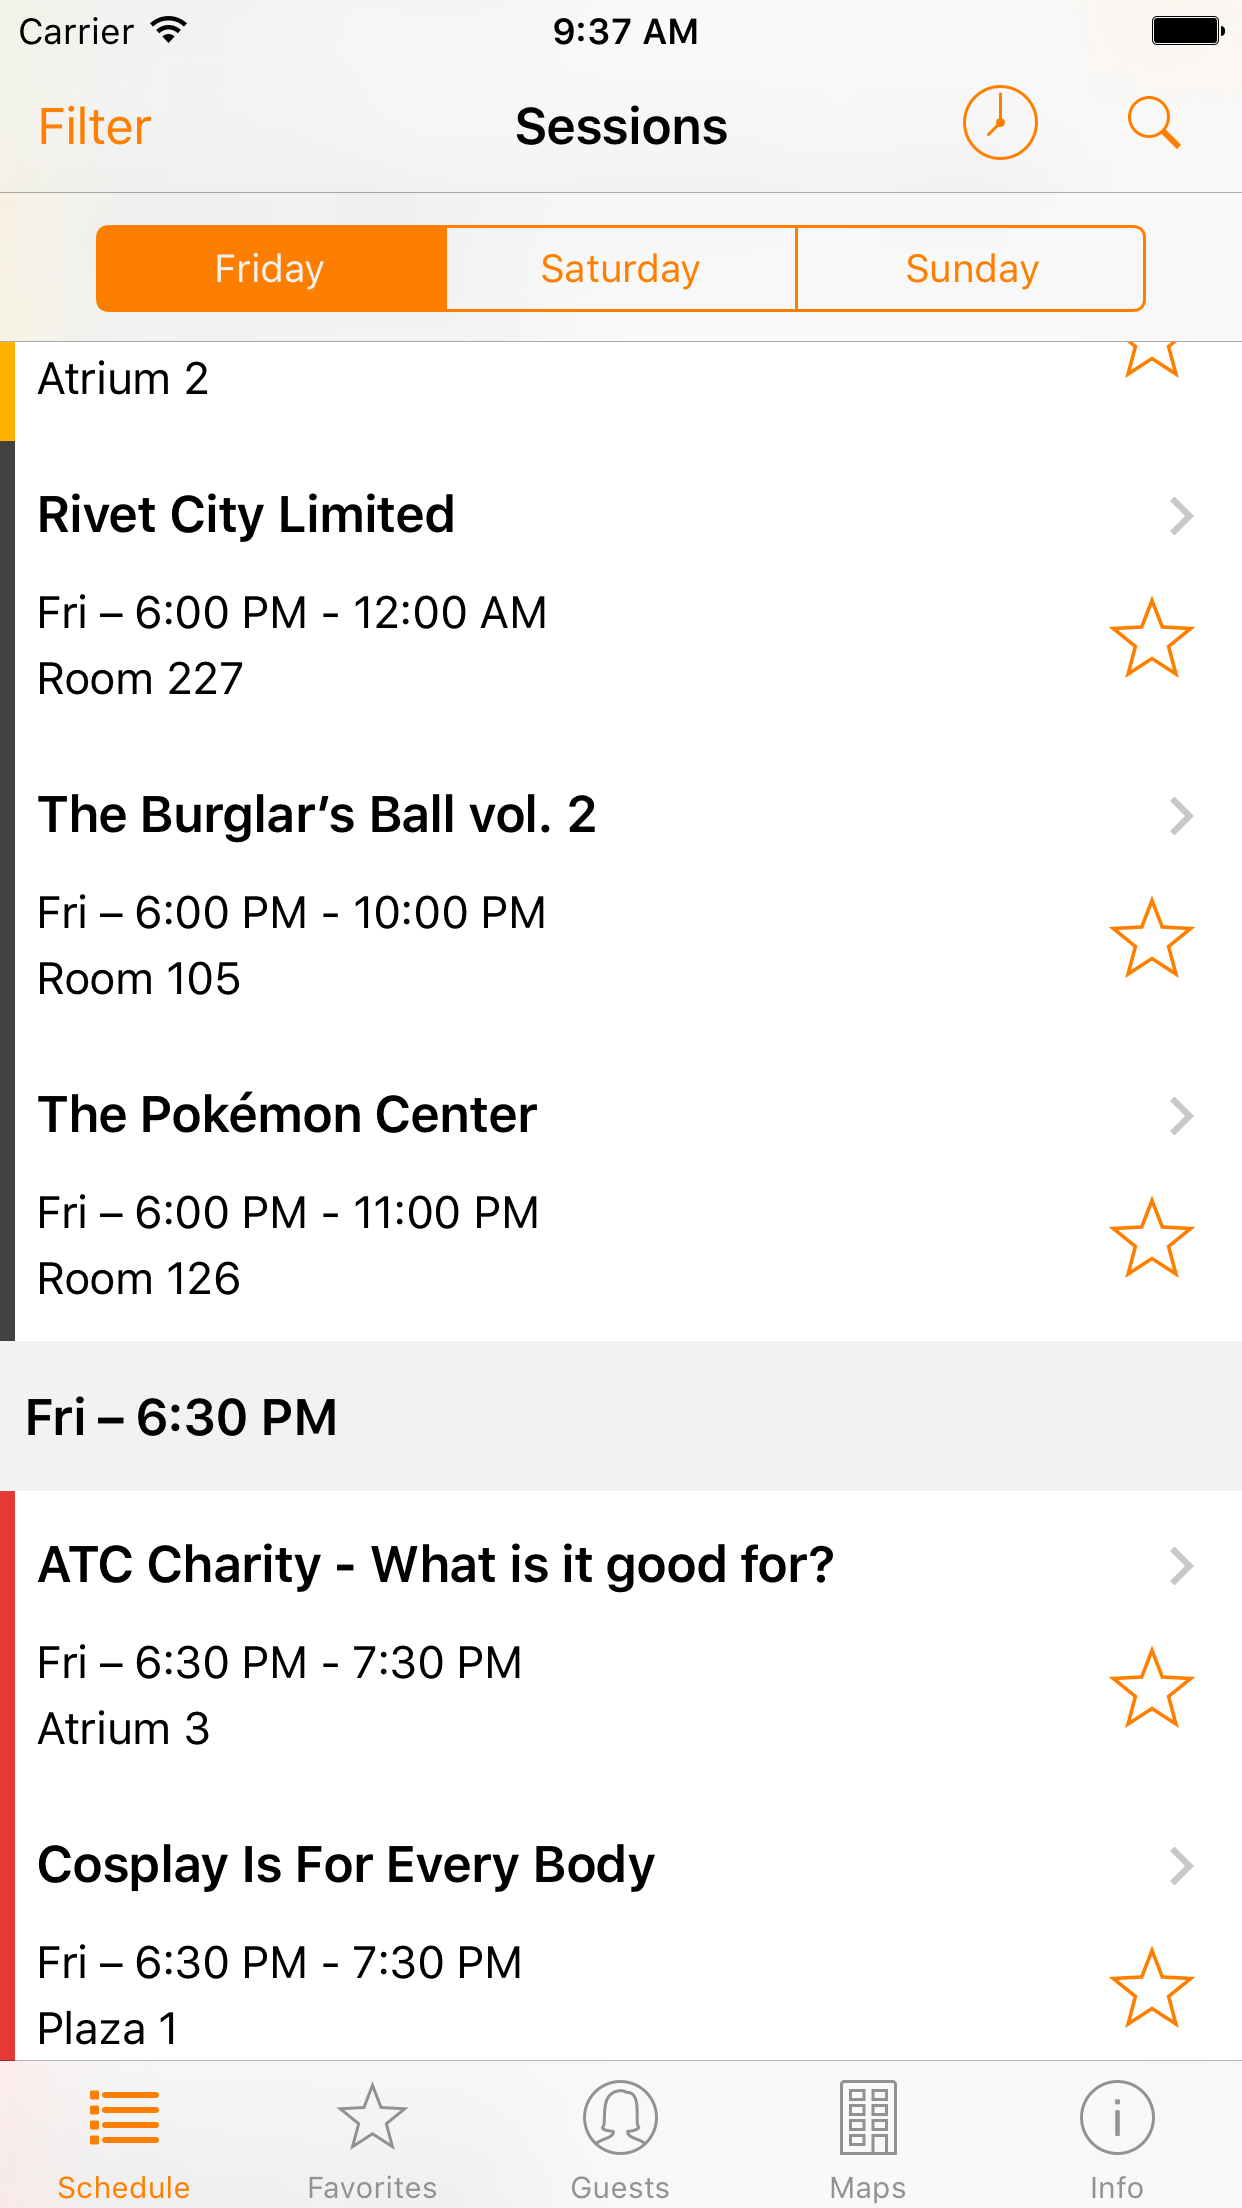 Carrier 9:37 AM
Filter Sessions
Friday Saturday Sunday
Atrium 2
Rivet City Limited
Fri – 6:00 PM - 12:00 AM
Room 227
The Burglar’s Ball vol. 2
Fri – 6:00 PM - 10:00 PM
Room 105
The Pokémon Center
Fri – 6:00 PM - 11:00 PM
Room 126
Fri – 6:30 PM
ATC Charity - What is it good for?
Fri – 6:30 PM - 7:30 PM
Atrium 3
Cosplay Is For Every Body
Fri – 6:30 PM - 7:30 PM
Plaza 1
Schedule Favorites Guests Maps Info